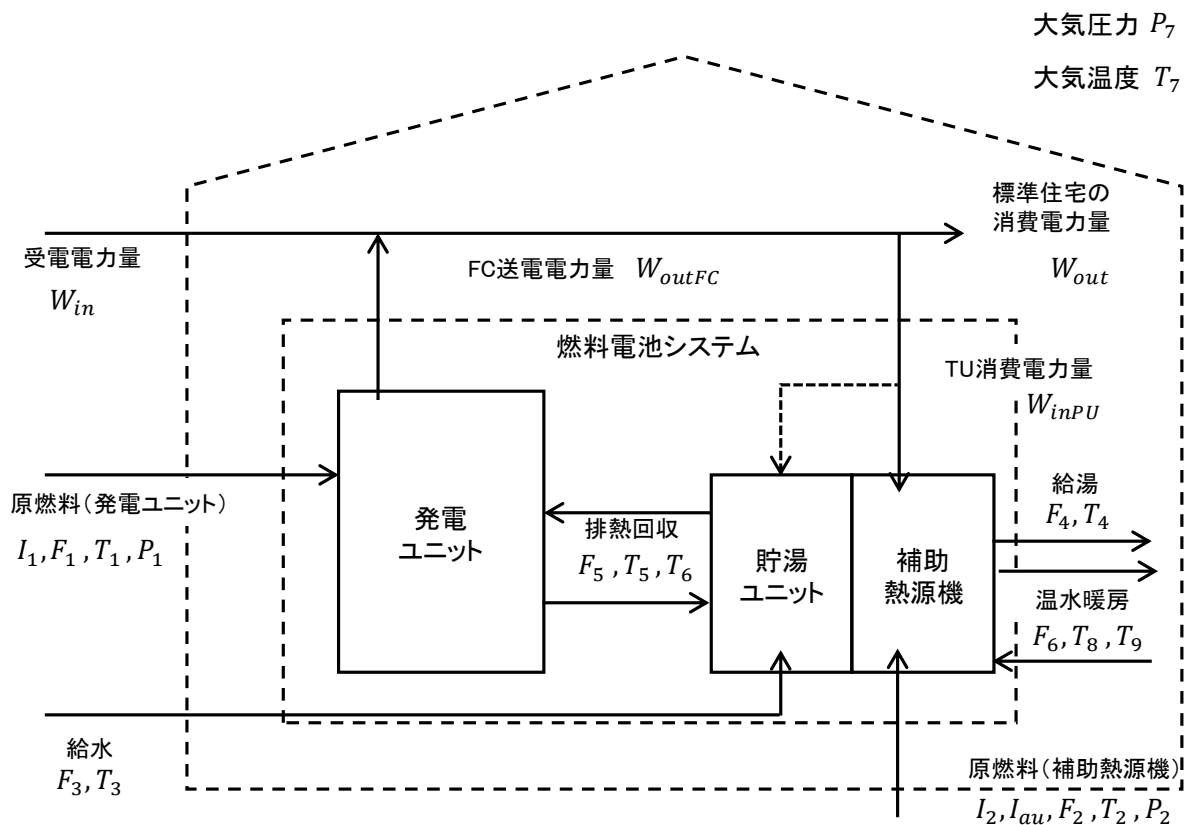 大気圧力 P₇
大気温度 T₇
標準住宅の
消費電力量
W_out
受電電力量
W_in
FC送電電力量 W_outFC
燃料電池システム
TU消費電力量
W_inPU
原燃料(発電ユニット)
I₁, F₁, T₁, P₁
発電
ユニット
排熱回収
F₅, T₅, T₆
貯湯
ユニット
補助
熱源機
給湯
F₄, T₄
温水暖房
F₆, T₈, T₉
給水
F₃, T₃
原燃料(補助熱源機)
I₂, I_au, F₂, T₂, P₂